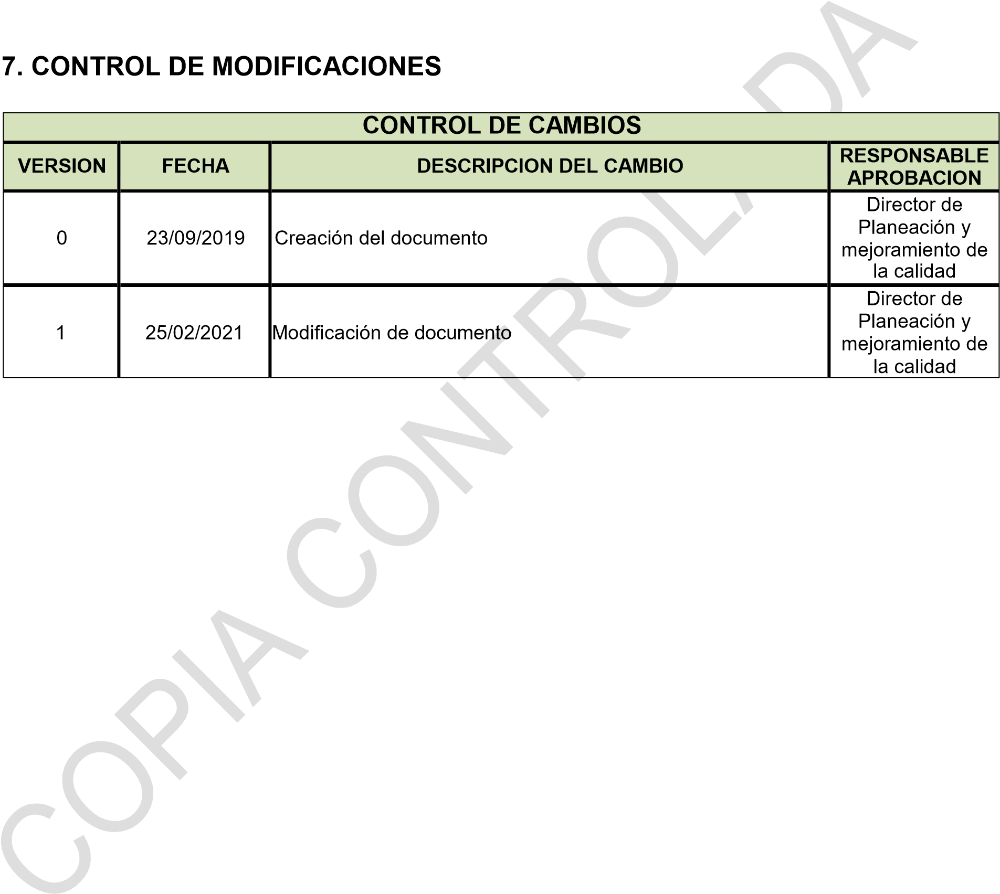 7. CONTROL DE MODIFICACIONES
CONTROL DE CAMBIOS
VERSION
FECHA
DESCRIPCION DEL CAMBIO
RESPONSABLE
APROBACION
0
23/09/2019
Creación del documento
Director de
Planeación y
mejoramiento de
la calidad
1
25/02/2021
Modificación de documento
Director de
Planeación y
mejoramiento de
la calidad
COPIA CONTROLADA